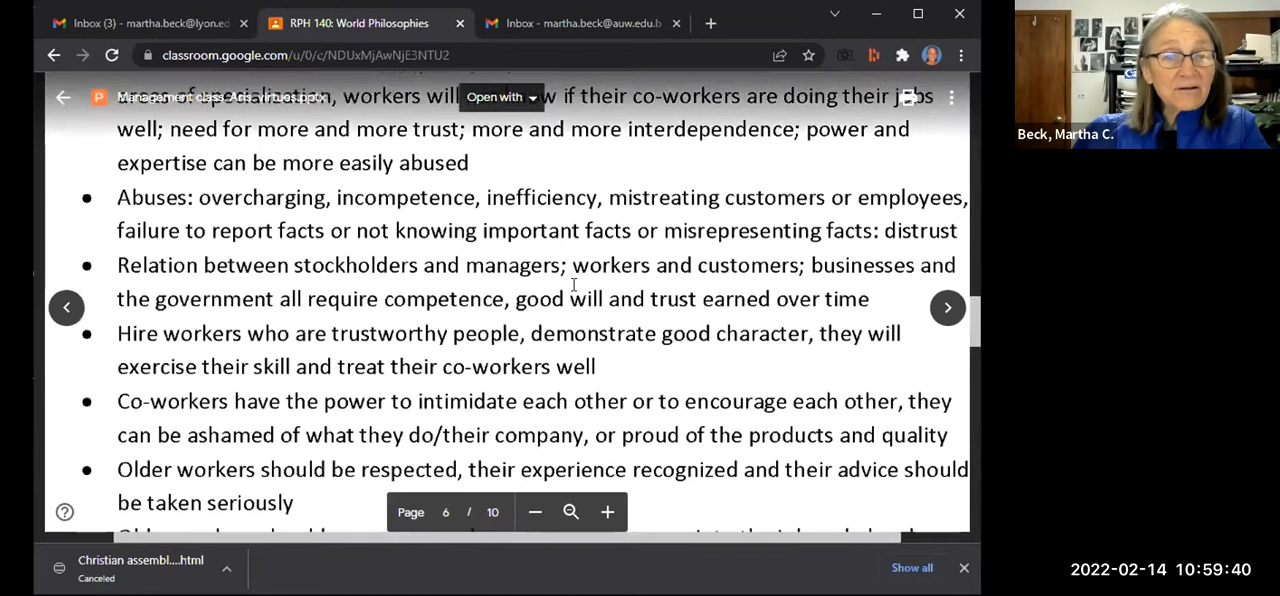 Inbox (3) - martha.beck@lyon.ed
RPH 140: World Philosophies
Inbox - martha.beck@auw.edu.b
classroom.google.com/u/0/c/NDUxMjAwNjE3NTU2
Management class_Aris_virtues.pptx
Open with
workers will
if their co-workers are doing their jobs
well; need for more and more trust; more and more interdependence; power and
expertise can be more easily abused
● Abuses: overcharging, incompetence, inefficiency, mistreating customers or employees,
failure to report facts or not knowing important facts or misrepresenting facts: distrust
● Relation between stockholders and managers; workers and customers; businesses and
the government all require competence, good will and trust earned over time
● Hire workers who are trustworthy people, demonstrate good character, they will
exercise their skill and treat their co-workers well
● Co-workers have the power to intimidate each other or to encourage each other, they
can be ashamed of what they do/their company, or proud of the products and quality
● Older workers should be respected, their experience recognized and their advice should
be taken seriously
Page 6 / 10
Christian assembl....html
Canceled
Show all
Beck, Martha C.
2022-02-14 10:59:40